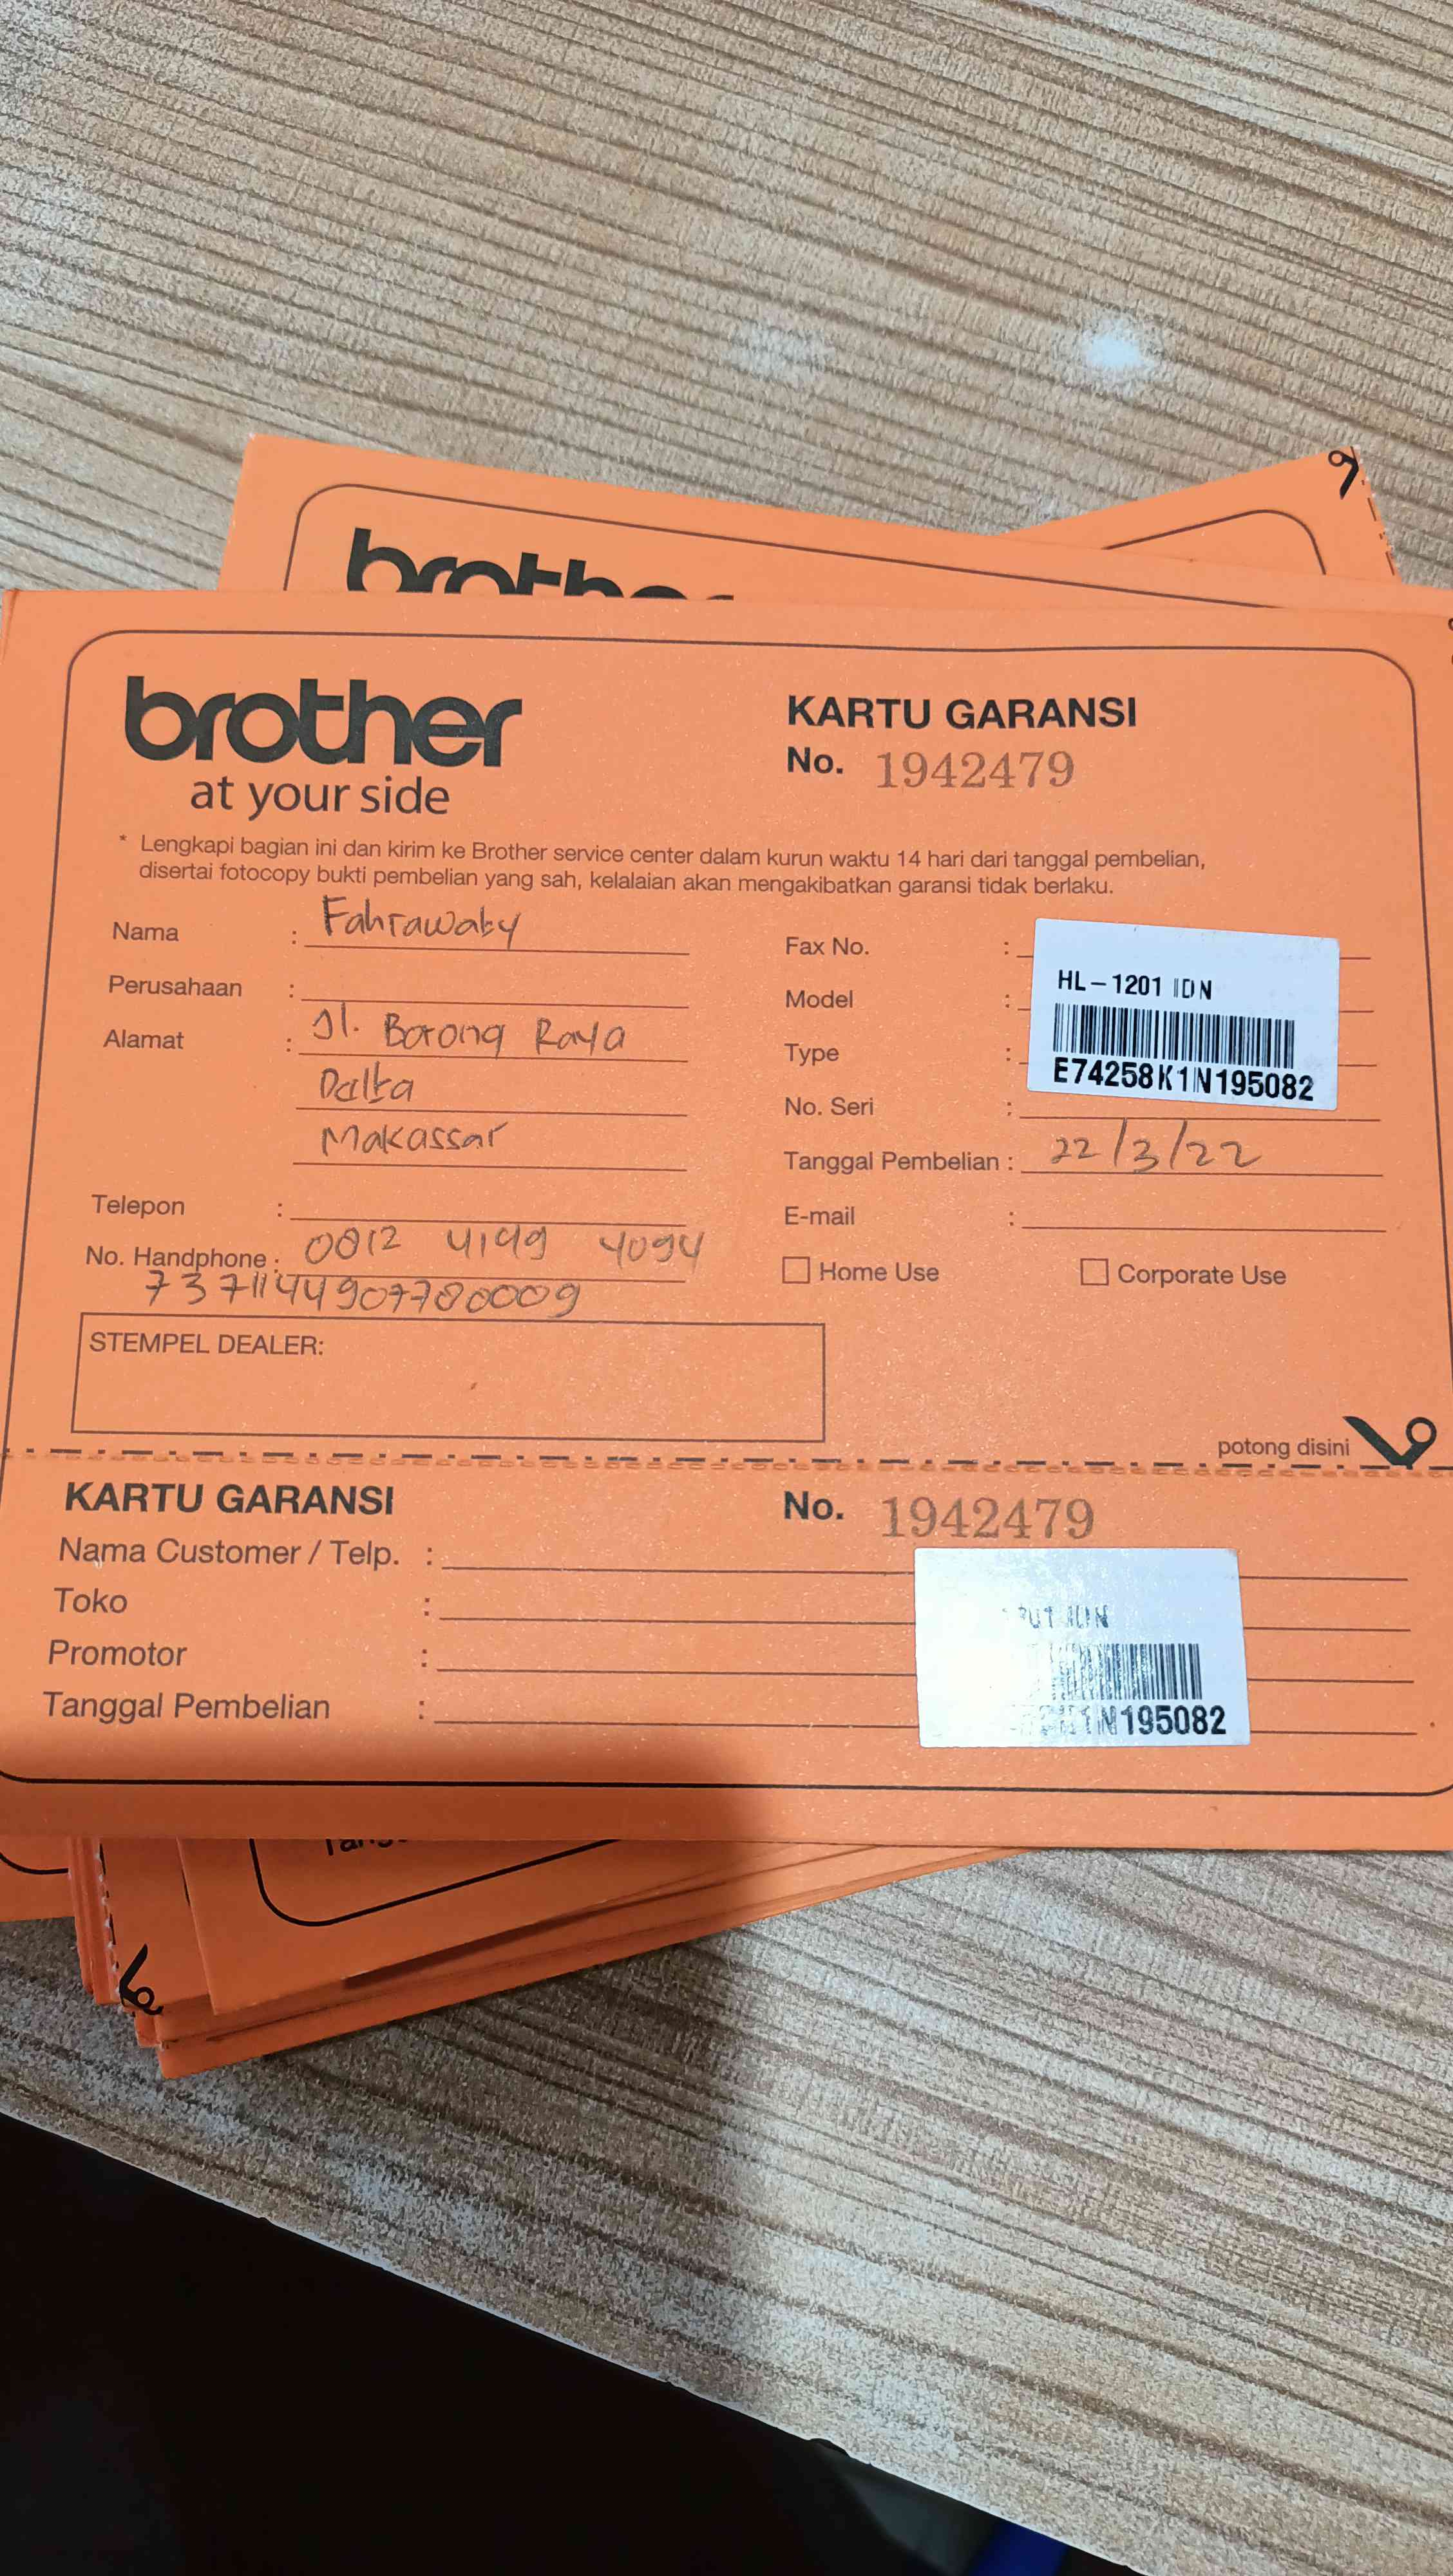 brother
brother
at your side
KARTU GARANSI
No. 1942479
* Lengkapi bagian ini dan kirim ke Brother service center dalam kurun waktu 14 hari dari tanggal pembelian,
disertai fotocopy bukti pembelian yang sah, kelalaian akan mengakibatkan garansi tidak berlaku.
Nama : Fahrawaty
Perusahaan :
Alamat : Jl. Borong Raya
Makassar
Telepon :
No. Handphone : 0812 4199 4094
7371144907780009
STEMPEL DEALER:
Fax No. :
Model :
Type :
No. Seri :
HL-1201 IDN
E74258K1N195082
Tanggal Pembelian : 22/3/22
E-mail :
Home Use
Corporate Use
potong disini
KARTU GARANSI
No. 1942479
Nama Customer / Telp. :
Toko :
Promotor :
Tanggal Pembelian :
1N195082